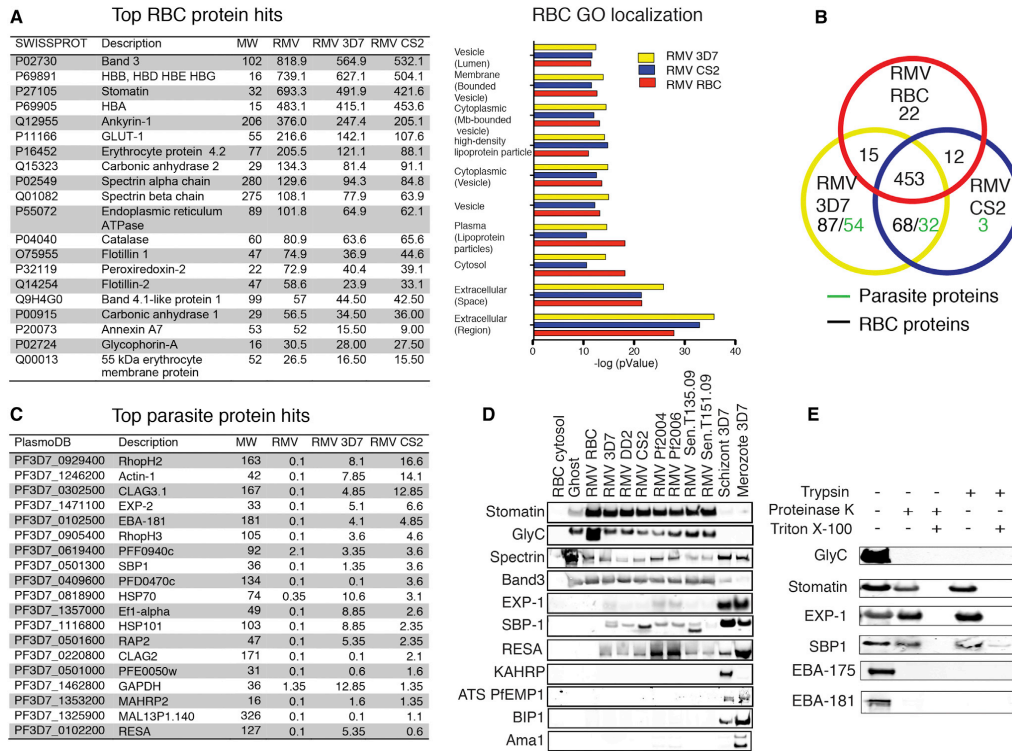 A
Top RBC protein hits
SWISSPROT Description MW RMV RMV 3D7 RMV CS2
P02730 Band 3 102 818.9 564.9 532.1
P69891 HBB, HBD HBE HBG 16 739.1 627.1 504.1
P27105 Stomatin 32 693.3 491.9 421.6
P69905 HBA 15 483.1 415.1 453.6
Q12955 Ankyrin-1 206 376.0 247.4 205.1
P11166 GLUT-1 55 216.6 142.1 107.6
P16452 Erythrocyte protein 4.2 77 205.5 121.1 88.1
Q15323 Carbonic anhydrase 2 29 134.3 81.4 91.1
P02549 Spectrin alpha chain 280 129.6 94.3 84.8
Q01082 Spectrin beta chain 275 108.1 77.9 63.9
P55072 Endoplasmic reticulum 89 101.8 64.9 62.1
ATPase
P04040 Catalase 60 80.9 63.6 65.6
O75955 Flotillin 1 47 74.9 36.9 44.6
P32119 Peroxiredoxin-2 22 72.9 40.4 39.1
Q14254 Flotillin-2 47 58.6 23.9 33.1
Q9H4G0 Band 4.1-like protein 1 99 57 44.50 42.50
P00915 Carbonic anhydrase 1 29 56.5 34.50 36.00
P20073 Annexin A7 53 52 15.50 9.00
P02724 Glycophorin-A 16 30.5 28.00 27.50
Q00013 55 kDa erythrocyte 52 26.5 16.50 15.50
membrane protein
RBC GO localization
Vesicle
(Lumen)
Membrane
(Bounded
Vesicle)
Cytoplasmic
(Mb-bounded
vesicle)
high-density
lipoprotein particle
Cytoplasmic
(Vesicle)
Vesicle
Plasma
(Lipoprotein
particles)
Cytosol
Extracellular
(Space)
Extracellular
(Region)
RMV 3D7
RMV CS2
RMV RBC
0 10 20 30 40
-log (pValue)
B
RMV
RBC
22
15
12
453
RMV
3D7
87/54
68/32
RMV
CS2
3
Parasite proteins
RBC proteins
C
Top parasite protein hits
PlasmoDB Description MW RMV RMV 3D7 RMV CS2
PF3D7_0929400 RhopH2 163 0.1 8.1 16.6
PF3D7_1246200 Actin-1 42 0.1 7.85 14.1
PF3D7_0302500 CLAG3.1 167 0.1 4.85 12.85
PF3D7_1471100 EXP-2 33 0.1 5.1 6.6
PF3D7_0102500 EBA-181 181 0.1 4.1 4.85
PF3D7_0905400 RhopH3 105 0.1 3.6 4.6
PF3D7_0619400 PFF0940c 92 2.1 3.35 3.6
PF3D7_0501300 SBP1 36 0.1 1.35 3.6
PF3D7_0409600 PFD0470c 134 0.1 0.1 3.6
PF3D7_0818900 HSP70 74 0.35 10.6 3.1
PF3D7_1357000 Ef1-alpha 49 0.1 8.85 2.6
PF3D7_1116800 HSP101 103 0.1 8.85 2.35
PF3D7_0501600 RAP2 47 0.1 5.35 2.35
PF3D7_0220800 CLAG2 171 0.1 0.1 2.1
PF3D7_0501000 PFE0050w 31 0.1 0.6 1.6
PF3D7_1462800 GAPDH 36 1.35 12.85 1.35
PF3D7_1353200 MAHRP2 16 0.1 1.6 1.35
PF3D7_1325900 MAL13P1.140 326 0.1 0.1 1.1
PF3D7_0102200 RESA 127 0.1 5.35 0.6
D
RBC cytosol
Ghost
RMV RBC
RMV 3D7
RMV DD2
RMV CS2
RMV Pf2004
RMV Pf2006
RMV Sen.T135.09
RMV Sen.T151.09
Schizont 3D7
Merozote 3D7
Stomatin
GlyC
Spectrin
Band3
EXP-1
SBP-1
RESA
KAHRP
ATS PfEMP1
BIP1
Ama1
E
Trypsin - - - + +
Proteinase K - + + - -
Triton X-100 - - + - +
GlyC
Stomatin
EXP-1
SBP1
EBA-175
EBA-181